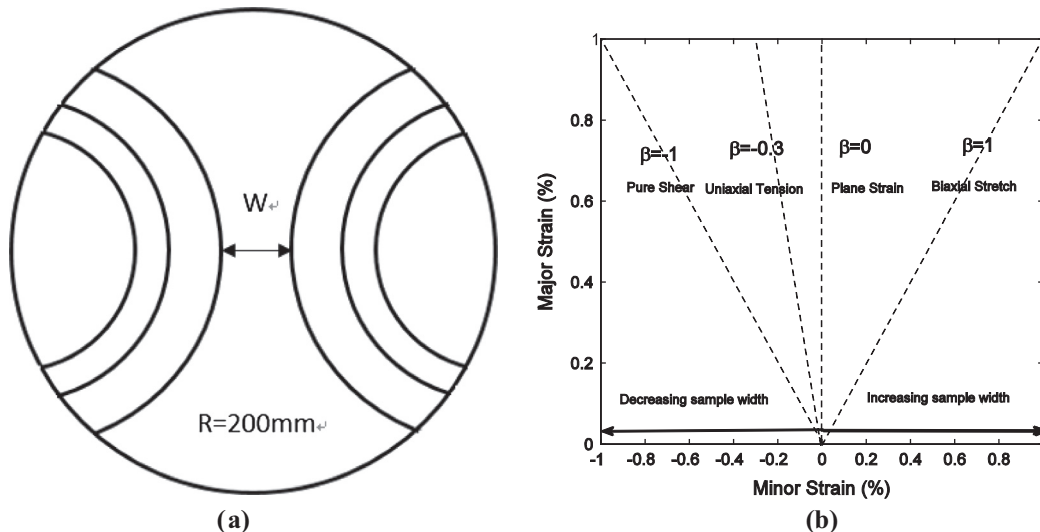 W
R=200mm
(a)
1
0.8
0.6
0.4
0.2
0
Major Strain (%)
β=-1
β=-0.3
β=0
β=1
Pure Shear
Uniaxial Tension
Plane Strain
Biaxial Stretch
Decreasing sample width
Increasing sample width
-1 -0.8 -0.6 -0.4 -0.2 0 0.2 0.4 0.6 0.8
Minor Strain (%)
(b)